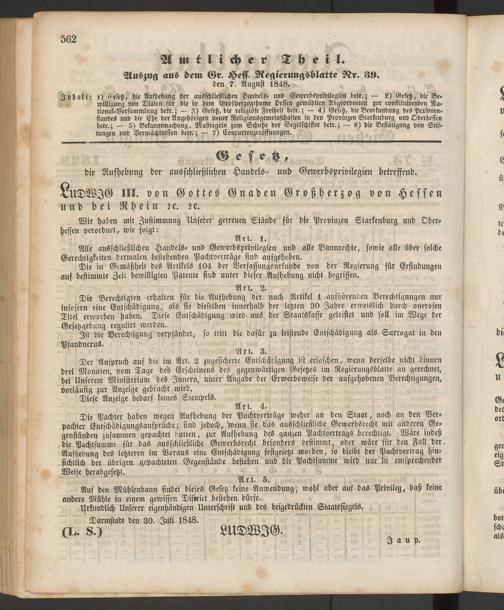 562
Amtlicher Theil.
Auszug aus dem Gr. Hess. Regierungsblatte Nr. 39.
den 7. August 1848.
Inhalt: 1) Gesetz, die Aufhebung der ausschließlichen Handels- und Gewerbsprivilegien betr.; — 2) Gesetz, die Be-
willigung von Diäten für die in dem Großherzogthume Hessen gewählten Abgeordneten zur constituirenden Na-
tional-Versammlung betr.; — 3) Gesetz, die religiöse Freiheit betr.; — 4) Gesetz, die Beurkundung des Personen-
standes und die Ehe der Angehörigen neuer Religionsgemeinschaften in den Provinzen Starkenburg und Oberhessen
betr.; — 5) Bekanntmachung, Maßregeln zum Schutze der Segelschiffer betr.; — 6) die Bestätigung von Stif-
tungen und Vermächtnissen betr.; — 7) Concurrenzeröffnungen.
Gesetz,
die Aufhebung der ausschließlichen Handels- und Gewerbsprivilegien betreffend.
LUDWIG III. von Gottes Gnaden Großherzog von Hessen
und bei Rhein ꝛc. ꝛc.
Wir haben mit Zustimmung Unserer getreuen Stände für die Provinzen Starkenburg und Ober-
hessen verordnet, wie folgt:
Art. 1.
Alle ausschließlichen Handels- und Gewerbsprivilegien und alle Bannrechte, sowie alle über solche
Gerechtigkeiten dermalen bestehenden Pachtverträge sind aufgehoben.
Die in Gemäßheit des Artikels 104 der Verfassungsurkunde von der Regierung für Erfindungen
auf bestimmte Zeit bewilligten Patente sind unter dieser Aufhebung nicht begriffen.
Art. 2.
Die Berechtigten erhalten für die Aufhebung der nach Artikel 1 aufhörenden Berechtigungen nur
insofern eine Entschädigung, als sie dieselben innerhalb der letzten 30 Jahre erweislich durch onerosen
Titel erworben haben. Diese Entschädigung wird aus der Staatskasse geleistet und soll im Wege der
Gesetzgebung regulirt werden.
Ist die Berechtigung verpfändet, so tritt die dafür zu leistende Entschädigung als Surrogat in den
Pfandnerus.
Art. 3.
Der Anspruch auf die im Art. 2 zugesicherte Entschädigung ist erloschen, wenn derselbe nicht binnen
drei Monaten, vom Tage des Erscheinens des gegenwärtigen Gesetzes im Regierungsblatte an gerechnet,
bei Unserem Ministerium des Innern, unter Angabe der Erwerbsweise der aufgehobenen Berechtigungen,
vorläufig zur Anzeige gebracht wird.
Diese Anzeige bedarf keines Stempels.
Art. 4.
Die Pachter haben wegen Aufhebung der Pachtverträge weder an den Staat, noch an den Ver-
pachter Entschädigungsansprüche; sind jedoch, wenn sie das ausschließliche Gewerbsrecht mit anderen Ge-
genständen zusammen gepachtet hatten, zur Aufhebung des ganzen Pachtvertrags berechtigt. Wäre indeß
die Pachtsumme für das ausschließliche Gewerbsrecht besonders bestimmt, oder wäre für den Fall der
Aufhebung des letzteren im Voraus eine Entschädigung festgesetzt worden, so bleibt der Pachtvertrag hin-
sichtlich der übrigen gepachteten Gegenstände bestehen und die Pachtsumme wird nur in entsprechender
Weise herabgesetzt.
Art. 5.
Auf den Mühlenbann findet dieses Gesetz keine Anwendung, wohl aber auf das Privileg, daß keine
andere Mühle in einem gewissen District bestehen dürfe.
Urkundlich Unserer eigenhändigen Unterschrift und des beigedrückten Staatssiegels.
Darmstadt den 30. Juli 1848.
(L. S.) LUDWIG.
Jaup.